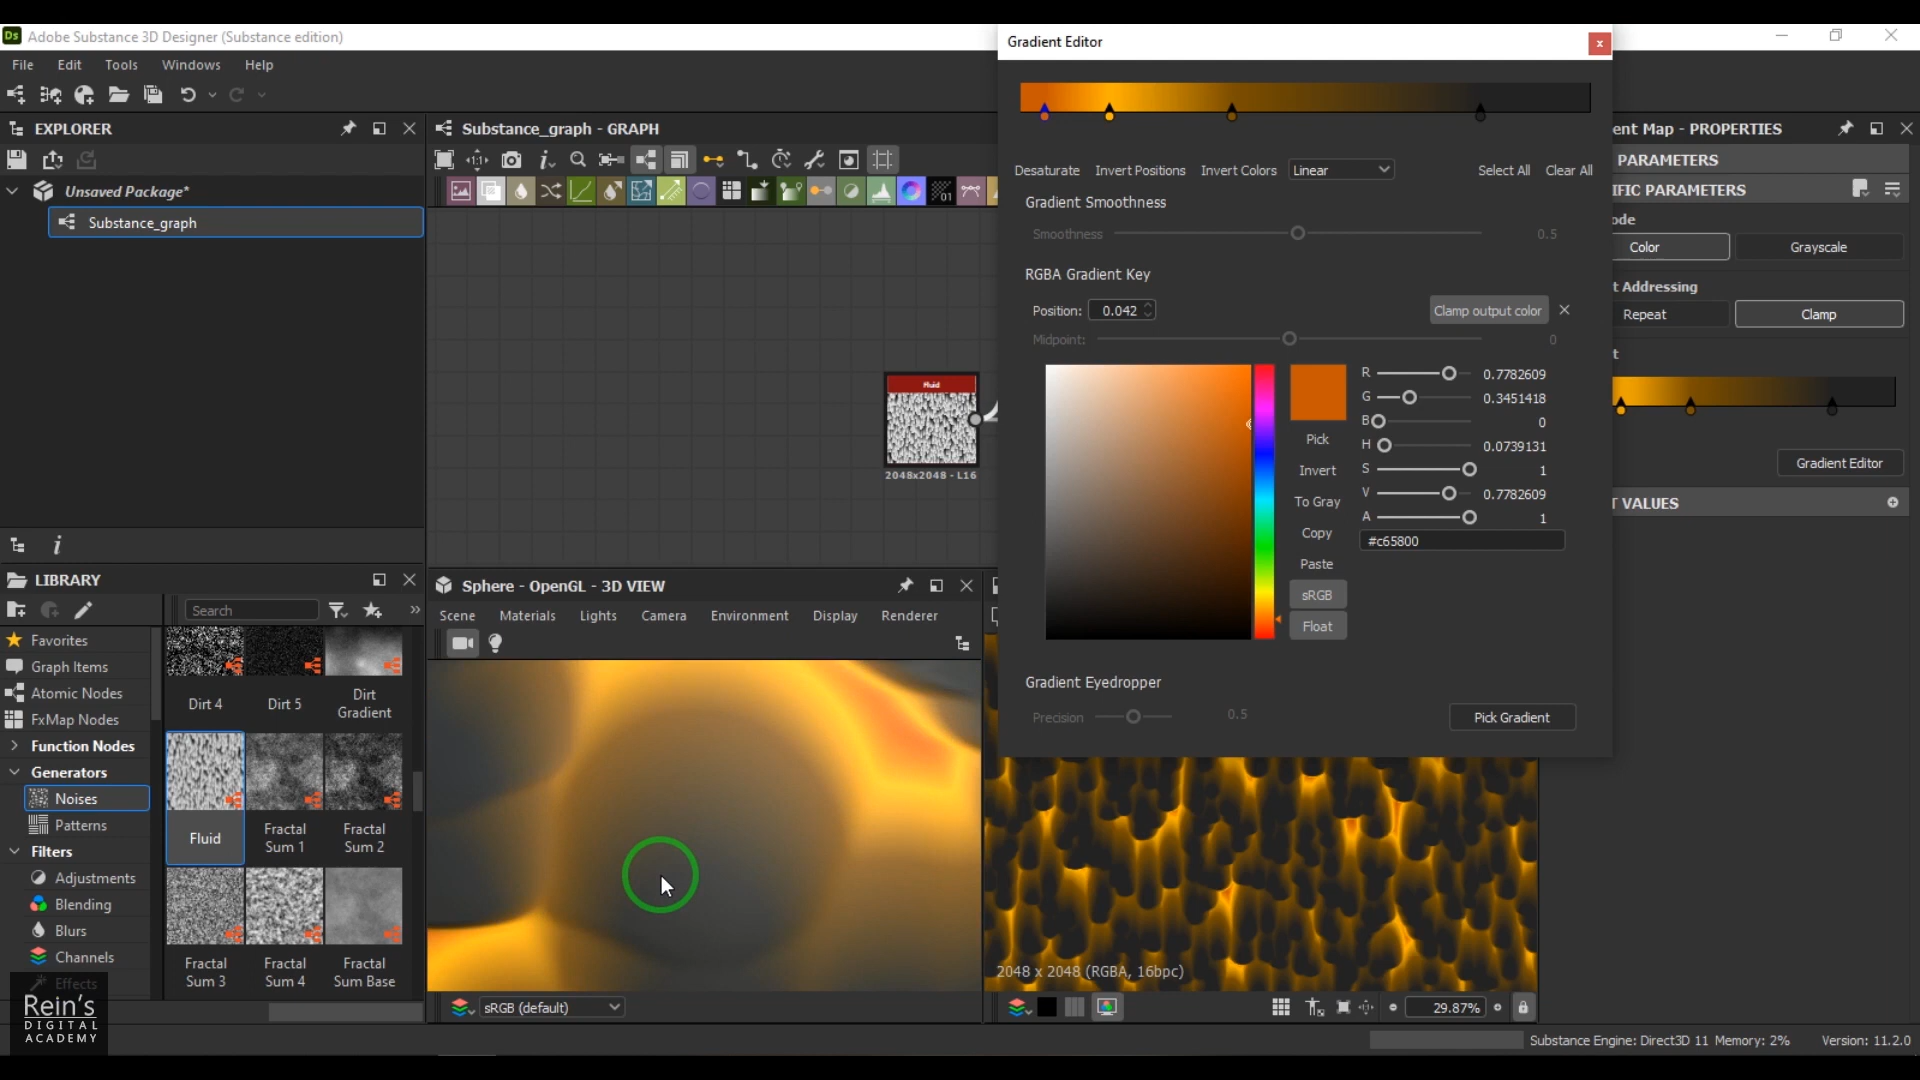 Ds Adobe Substance 3D Designer (Substance edition)
File Edit Tools Windows Help
EXPLORER
Unsaved Package*
Substance_graph
Substance_graph - GRAPH
01
Fluid
2048x2048 - L16
Gradient Editor
x
Desaturate Invert Positions Invert Colors Linear Select All Clear All
Gradient Smoothness
Smoothness 0.5
RGBA Gradient Key
Position: 0.042 Clamp output color
Midpoint: 0
R 0.7782609
G 0.3451418
B 0
H 0.0739131
S 1
V 0.7782609
A 1
#c65800
Pick
Invert
To Gray
Copy
Paste
sRGB
Float
Gradient Eyedropper
Precision 0.5 Pick Gradient
ent Map - PROPERTIES
PARAMETERS
IFIC PARAMETERS
ode
Color Grayscale
t Addressing
Repeat Clamp
t
Gradient Editor
T VALUES
LIBRARY
Search
Favorites
Graph Items
Atomic Nodes
FxMap Nodes
Function Nodes
Generators
Noises
Patterns
Filters
Adjustments
Blending
Blurs
Channels
Effects
Dirt 4
Dirt 5
Dirt
Gradient
Fluid
Fractal
Sum 1
Fractal
Sum 2
Fractal
Sum 3
Fractal
Sum 4
Fractal
Sum Base
Sphere - OpenGL - 3D VIEW
Scene Materials Lights Camera Environment Display Renderer
sRGB (default)
2048 x 2048 (RGBA, 16bpc)
29.87%
Substance Engine: Direct3D 11 Memory: 2% Version: 11.2.0
Rein's
DIGITAL
ACADEMY